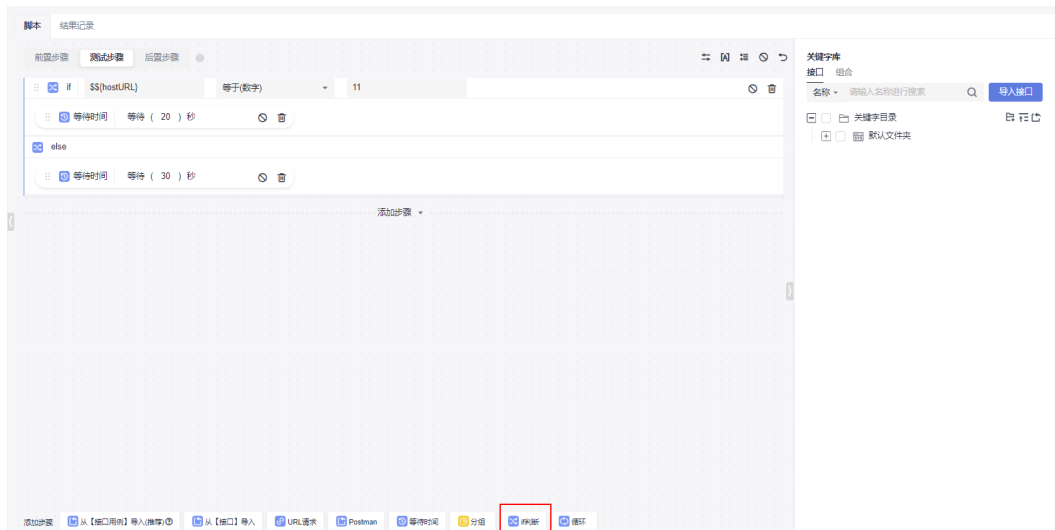 脚本 结果记录
前置步骤 测试步骤 后置步骤
if $${hostURL} 等于(数字) 11
等待时间 等待 ( 20 ) 秒
else
等待时间 等待 ( 30 ) 秒
添加步骤
关键字库
接口 组合
名称 请输入名称进行搜索 导入接口
关键字目录
默认文件夹
添加步骤 从【接口用例】导入(推荐) 从【接口】导入 URL请求 Postman 等待时间 分组 if判断 循环